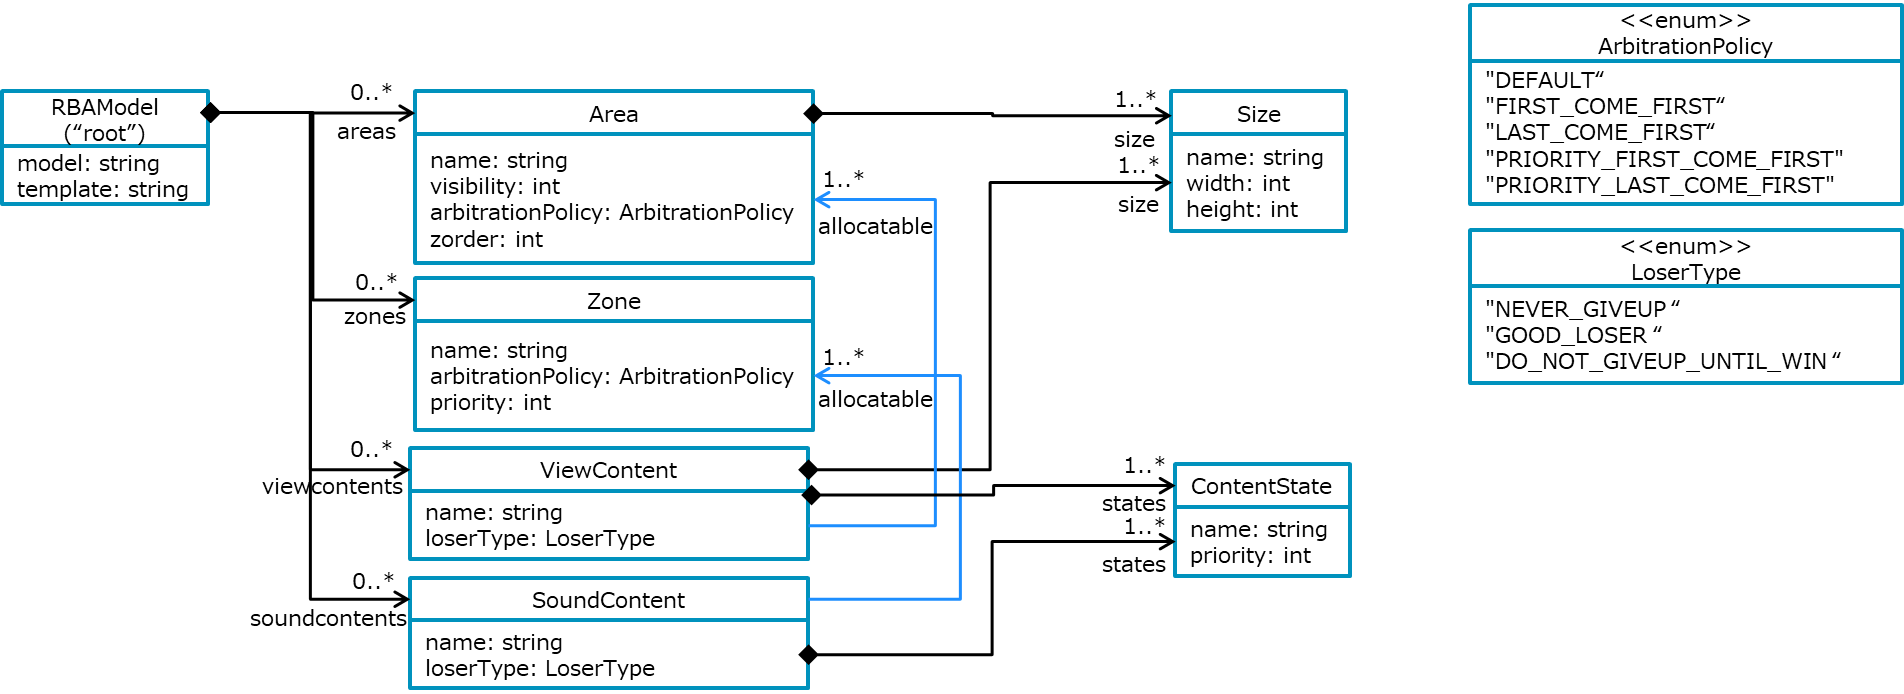 RBAModel
(“root”)
model: string
template: string
0..*
areas
0..*
zones
0..*
viewcontents
0..*
soundcontents
Area
name: string
visibility: int
arbitrationPolicy: ArbitrationPolicy
zorder: int
Zone
name: string
arbitrationPolicy: ArbitrationPolicy
priority: int
ViewContent
name: string
loserType: LoserType
SoundContent
name: string
loserType: LoserType
1..*
allocatable
1..*
allocatable
1..*
size
1..*
size
1..*
states
1..*
states
Size
name: string
width: int
height: int
ContentState
name: string
priority: int
<<enum>>
ArbitrationPolicy
"DEFAULT“
"FIRST_COME_FIRST“
"LAST_COME_FIRST“
"PRIORITY_FIRST_COME_FIRST"
"PRIORITY_LAST_COME_FIRST"
<<enum>>
LoserType
"NEVER_GIVEUP“
"GOOD_LOSER“
"DO_NOT_GIVEUP_UNTIL_WIN“